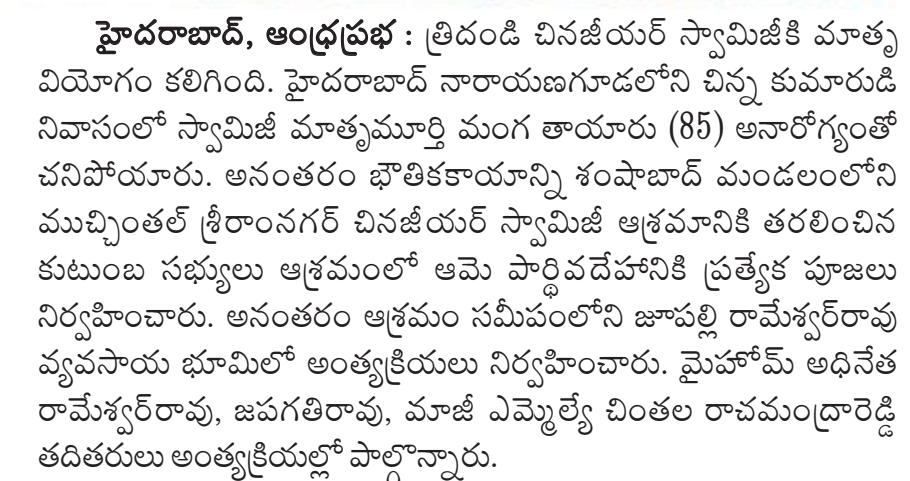 హైదరాబాద్, ఆంధ్రప్రభ : త్రిదండి చినజీయర్ స్వామిజీకి మాతృ
వియోగం కలిగింది. హైదరాబాద్ నారాయణగూడలోని చిన్న కుమారుడి
నివాసంలో స్వామిజీ మాతృమూర్తి మంగ తాయారు (85) అనారోగ్యంతో
చనిపోయారు. అనంతరం భౌతికకాయాన్ని శంషాబాద్ మండలంలోని
ముచ్చింతల్ శ్రీరాంనగర్ చినజీయర్ స్వామిజీ ఆశ్రమానికి తరలించిన
కుటుంబ సభ్యులు ఆశ్రమంలో ఆమె పార్థివదేహానికి ప్రత్యేక పూజలు
నిర్వహించారు. అనంతరం ఆశ్రమం సమీపంలోని జూపల్లి రామేశ్వర్‌రావు
వ్యవసాయ భూమిలో అంత్యక్రియలు నిర్వహించారు. మైహోమ్ అధినేత
రామేశ్వర్‌రావు, జపగతిరావు, మాజీ ఎమ్మెల్యే చింతల రాచమంద్రారెడ్డి
తదితరులు అంత్యక్రియల్లో పాల్గొన్నారు.